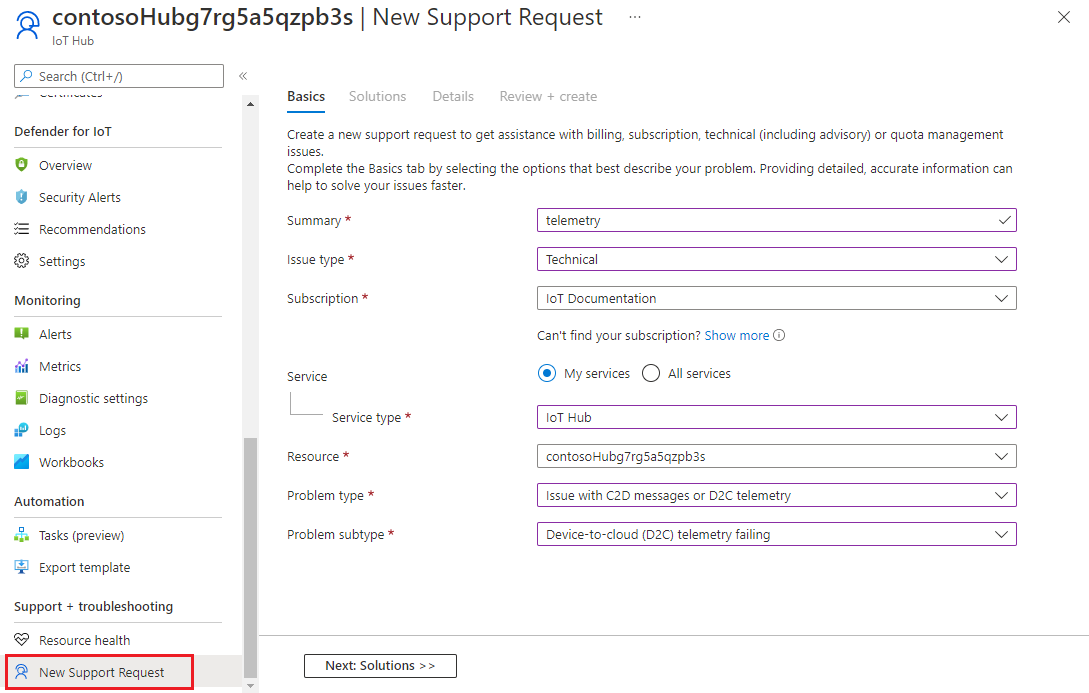 contosoHubg7rg5a5qzpb3s | New Support Request ...
IoT Hub
Search (Ctrl+/) «
Certificates
Defender for IoT
Overview
Security Alerts
Recommendations
Settings
Monitoring
Alerts
Metrics
Diagnostic settings
Logs
Workbooks
Automation
Tasks (preview)
Export template
Support + troubleshooting
Resource health
New Support Request
Basics Solutions Details Review + create
Create a new support request to get assistance with billing, subscription, technical (including advisory) or quota management
issues.
Complete the Basics tab by selecting the options that best describe your problem. Providing detailed, accurate information can
help to solve your issues faster.
Summary * telemetry
Issue type * Technical
Subscription * IoT Documentation
Can't find your subscription? Show more
Service My services All services
Service type * IoT Hub
Resource * contosoHubg7rg5a5qzpb3s
Problem type * Issue with C2D messages or D2C telemetry
Problem subtype * Device-to-cloud (D2C) telemetry failing
Next: Solutions >>